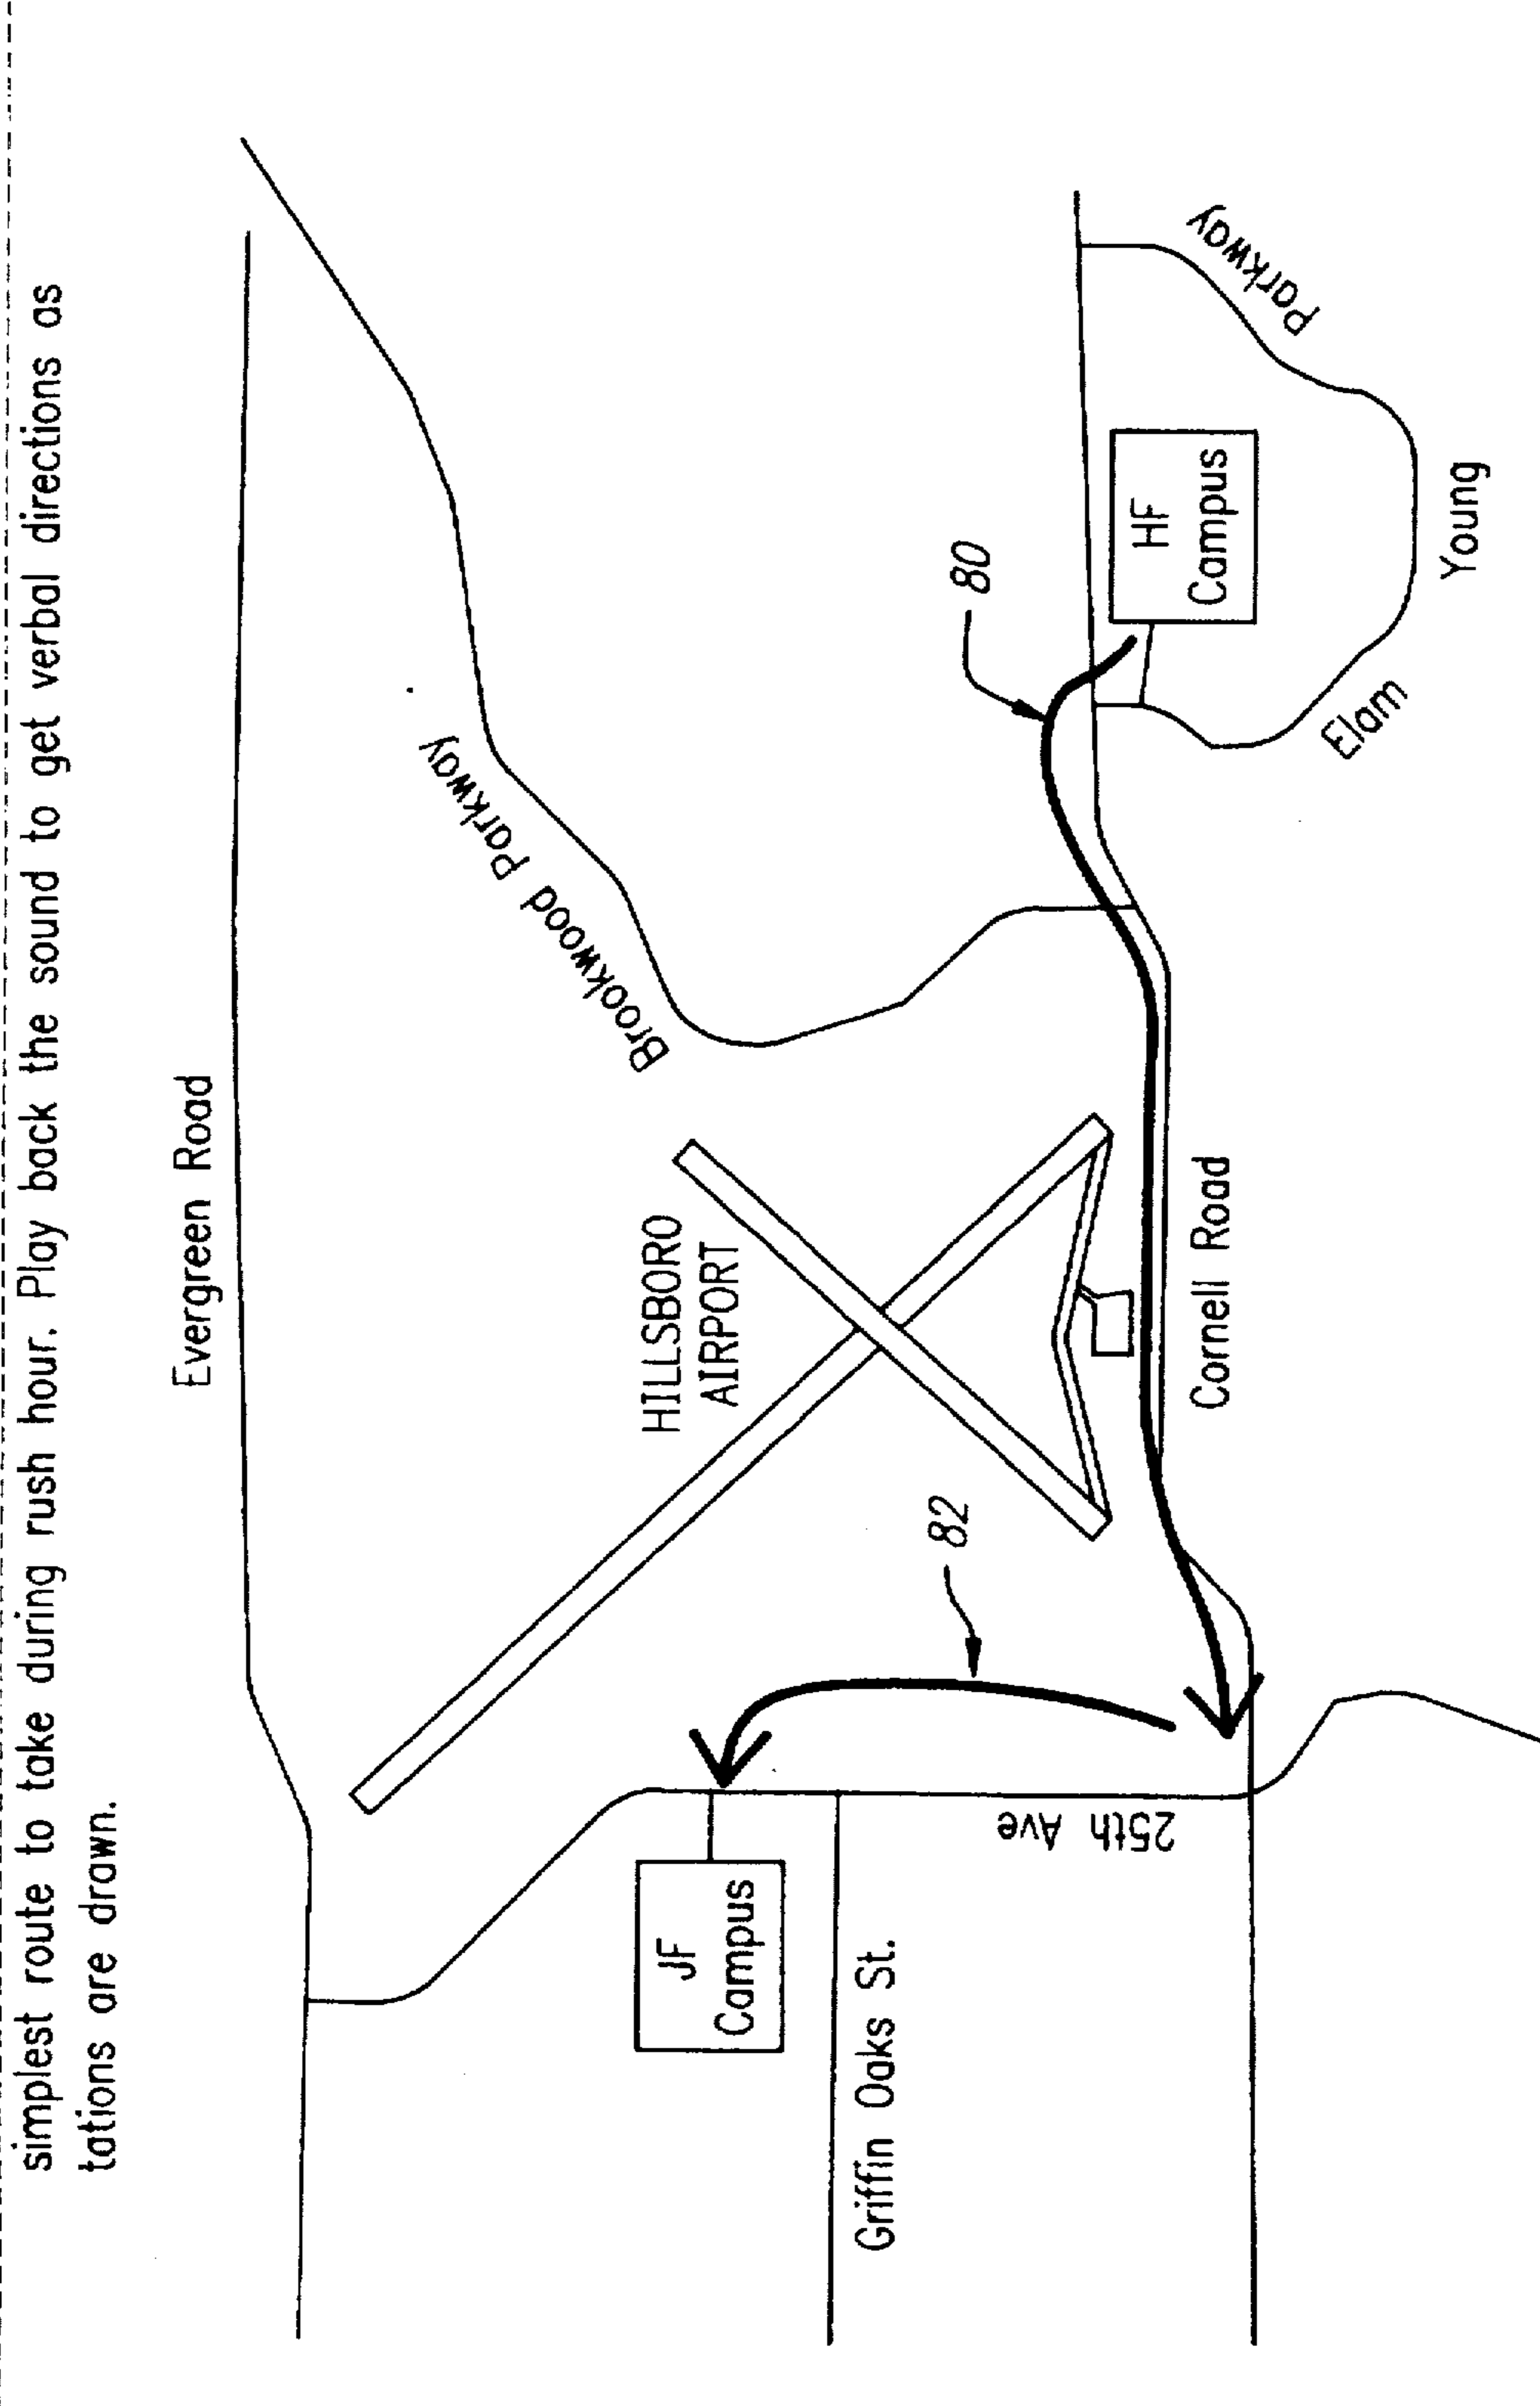 simplest route to take during rush hour. Play back the sound to get verbal directions as
tations are drawn.
Evergreen Road
Brookwood Parkway
HILLSBORO
AIRPORT
82
80
JF
Campus
Griffin Oaks St.
25th Ave
Cornell Road
HF
Campus
Elam
Young
Parkway